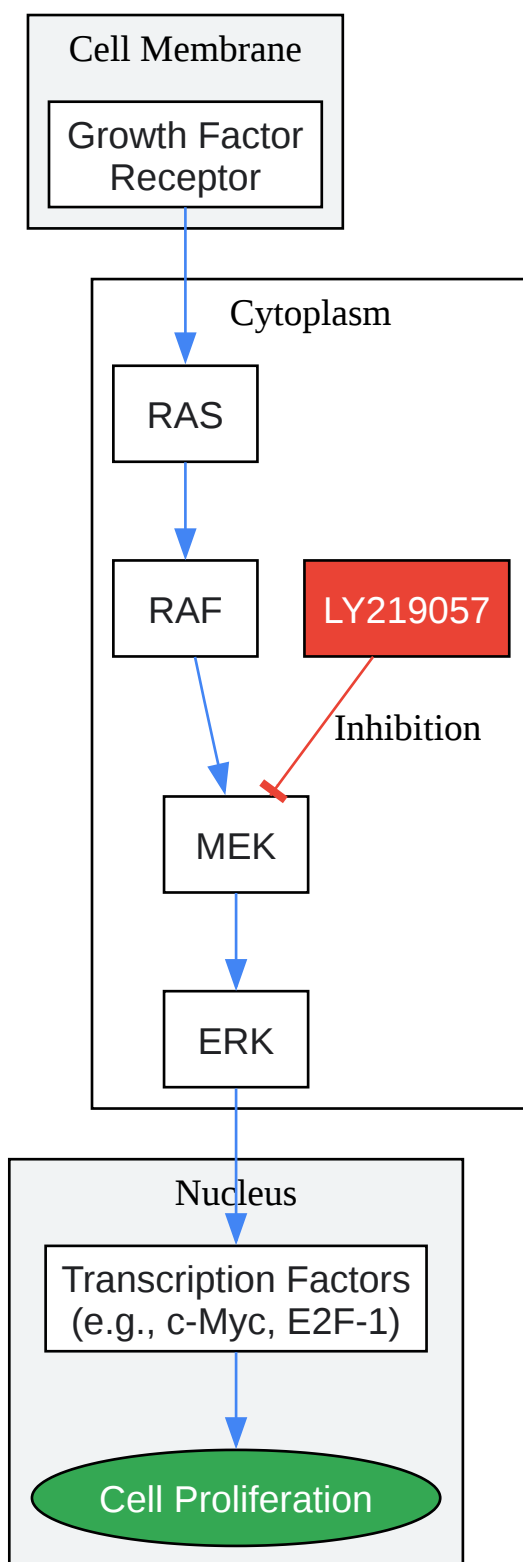 Cell Membrane
Growth Factor
Receptor
Cytoplasm
RAS
RAF
LY219057
Inhibition
MEK
ERK
Nucleus
Transcription Factors
(e.g., c-Myc, E2F-1)
Cell Proliferation